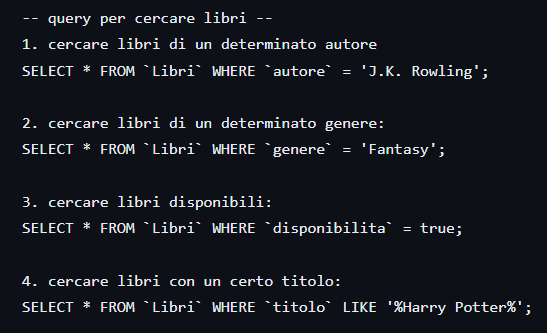 -- query per cercare libri --
1. cercare libri di un determinato autore
SELECT * FROM `Libri` WHERE `autore` = 'J.K. Rowling';
2. cercare libri di un determinato genere:
SELECT * FROM `Libri` WHERE `genere` = 'Fantasy';
3. cercare libri disponibili:
SELECT * FROM `Libri` WHERE `disponibilita` = true;
4. cercare libri con un certo titolo:
SELECT * FROM `Libri` WHERE `titolo` LIKE '%Harry Potter%';